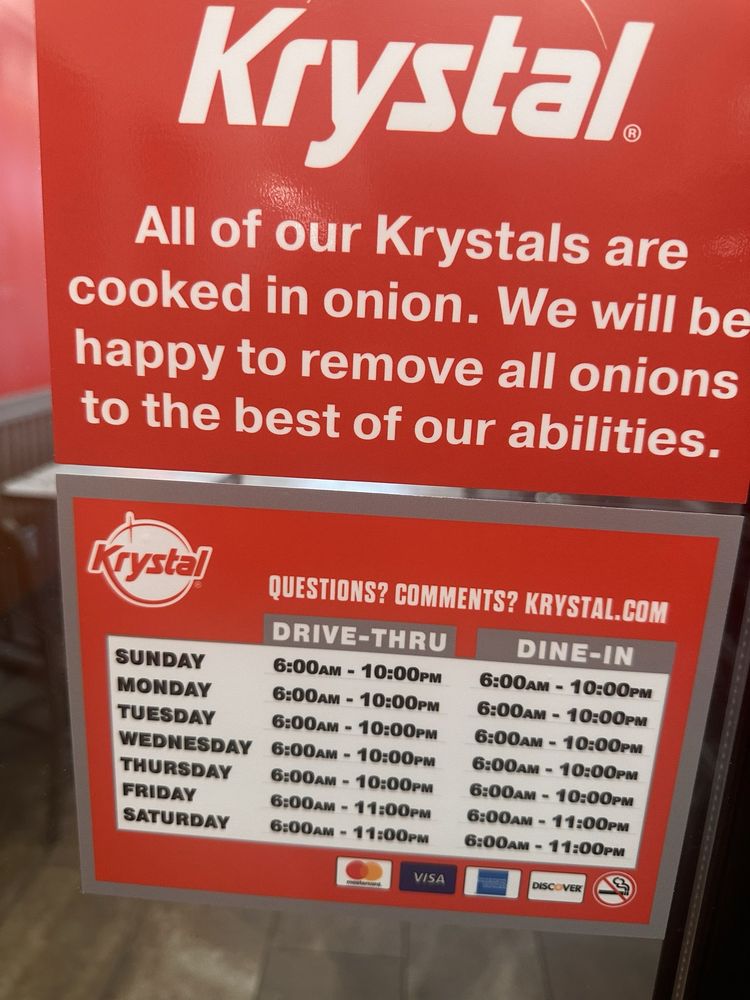 Krystal®
All of our Krystals are
cooked in onion. We will be
happy to remove all onions
to the best of our abilities.
Krystal®
QUESTIONS? COMMENTS? KRYSTAL.COM
DRIVE-THRU DINE-IN
SUNDAY 6:00AM - 10:00PM 6:00AM - 10:00PM
MONDAY 6:00AM - 10:00PM 6:00AM - 10:00PM
TUESDAY 6:00AM - 10:00PM 6:00AM - 10:00PM
WEDNESDAY 6:00AM - 10:00PM 6:00AM - 10:00PM
THURSDAY 6:00AM - 10:00PM 6:00AM - 10:00PM
FRIDAY 6:00AM - 11:00PM 6:00AM - 11:00PM
SATURDAY 6:00AM - 11:00PM 6:00AM - 11:00PM
mastercard VISA DISCOVER